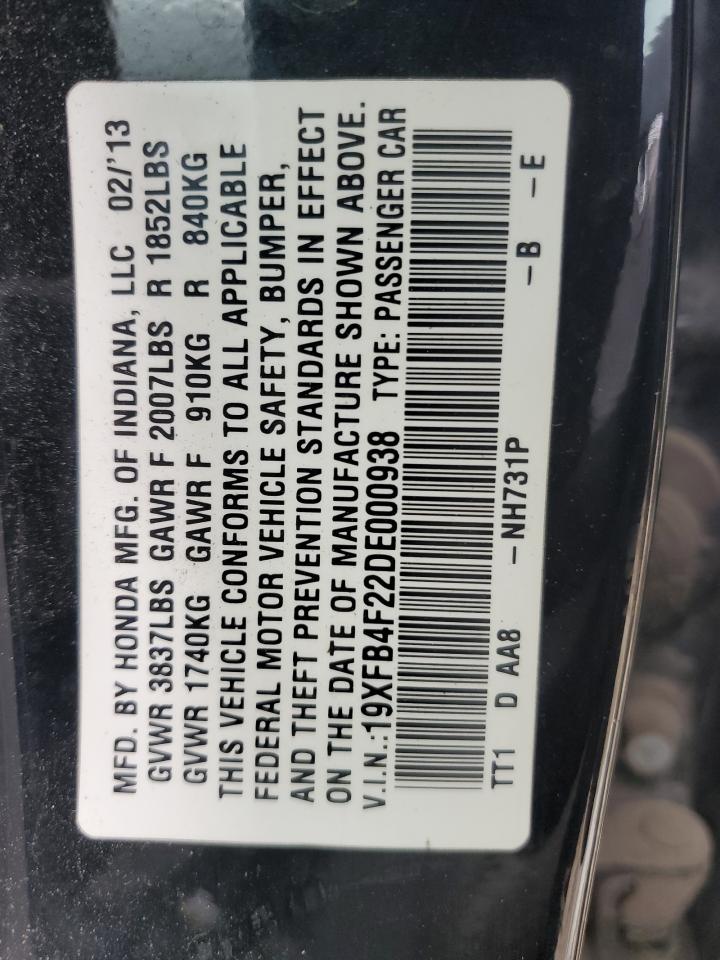 MFD. BY HONDA MFG. OF INDIANA, LLC 02/'13
GVWR 3837LBS GAWR F 2007LBS R 1852LBS
GVWR 1740KG GAWR F 910KG R 840KG
THIS VEHICLE CONFORMS TO ALL APPLICABLE
FEDERAL MOTOR VEHICLE SAFETY, BUMPER,
AND THEFT PREVENTION STANDARDS IN EFFECT
ON THE DATE OF MANUFACTURE SHOWN ABOVE.
V.I.N.:19XFB4F22DE000938 TYPE: PASSENGER CAR
TT1 D AA8 -NH731P -B -E